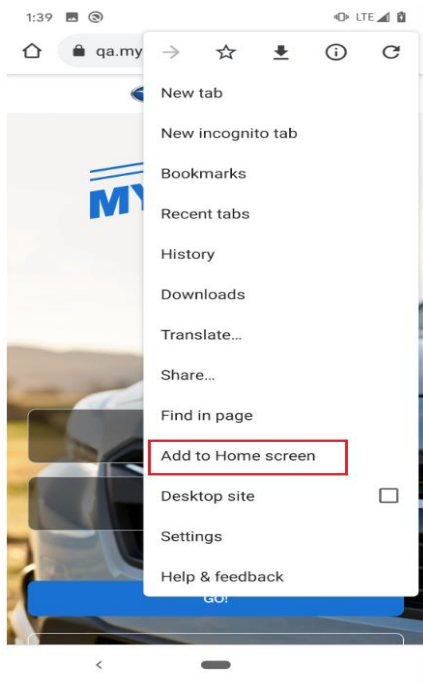 1:39
LTE
qa.my
New tab
New incognito tab
Bookmarks
MY
Recent tabs
History
Downloads
Translate...
Share...
Find in page
Add to Home screen
Desktop site
Settings
Help & feedback
GO!